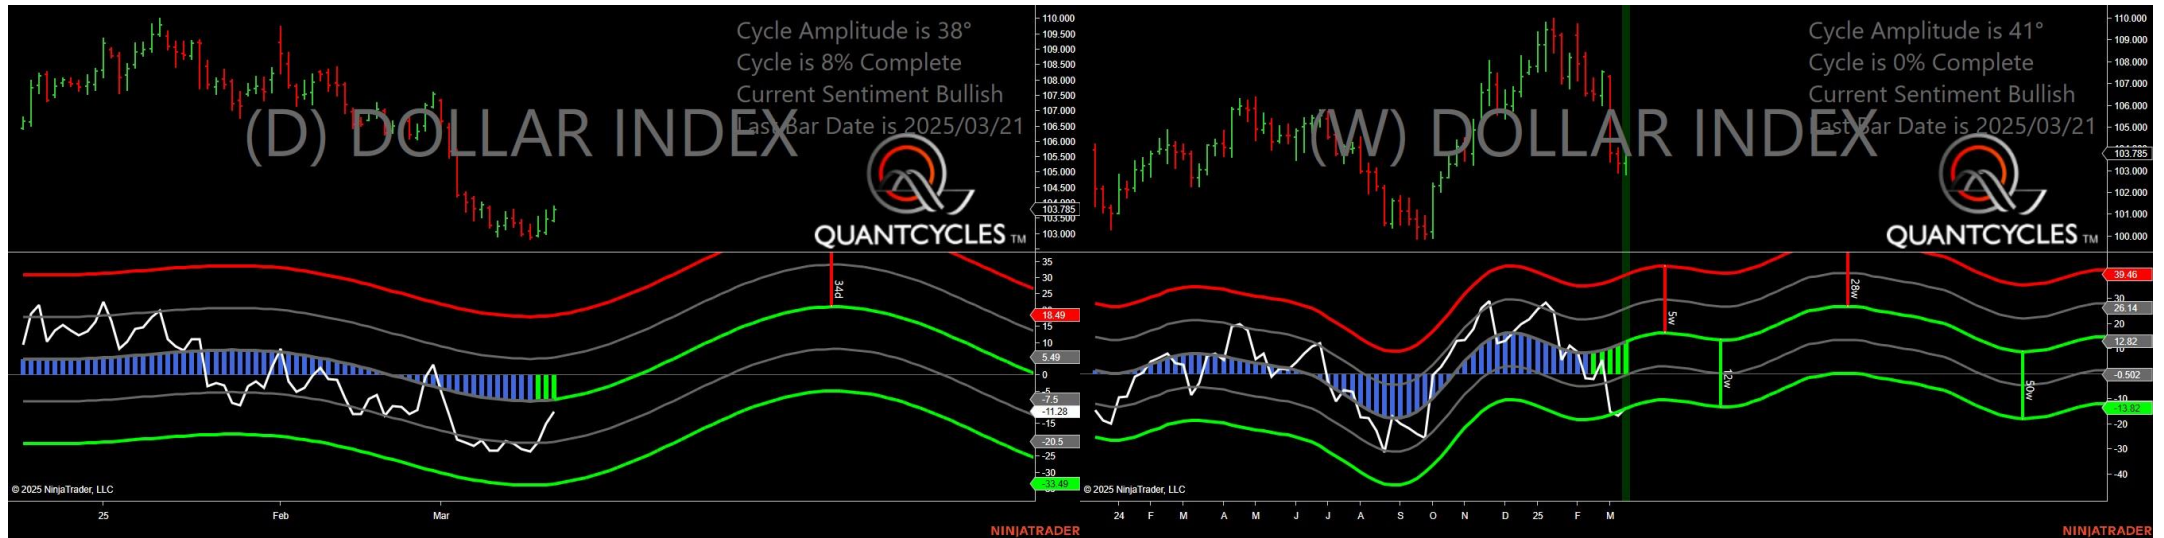 Cycle Amplitude is 38°
Cycle is 8% Complete
Current Sentiment Bullish
Last Bar Date is 2025/03/21
(D) DOLLAR INDEX
QUANTCYCLES TM
110.000
109.500
109.000
108.500
108.000
107.500
107.000
106.500
106.000
105.500
105.000
104.500
103.785
103.500
103.000
34d
35
30
25
18.49
15
10
5.49
0
-5
-7.5
-11.28
-15
-20.5
-25
-30
-33.49
© 2025 NinjaTrader, LLC
25 Feb Mar
NINJATRADER
Cycle Amplitude is 41°
Cycle is 0% Complete
Current Sentiment Bullish
Last Bar Date is 2025/03/21
(W) DOLLAR INDEX
QUANTCYCLES TM
110.000
109.000
108.000
107.000
106.000
105.000
103.785
103.000
102.000
101.000
100.000
5w
28w
12w
50w
39.46
30
26.14
20
12.82
10
-0.502
-10
-13.82
-20
-30
-40
© 2025 NinjaTrader, LLC
24 F M A M J J A S O N D 25 F M
NINJATRADER